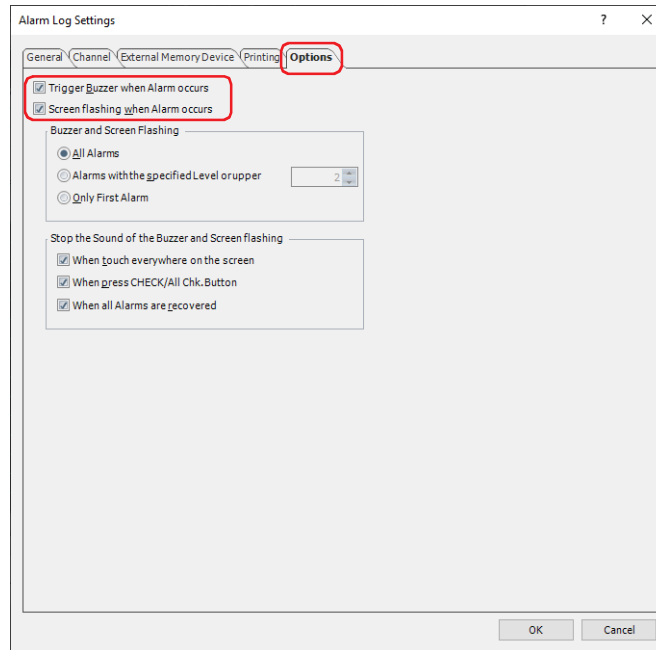 Alarm Log Settings ? ×
General Channel External Memory Device Printing Options
Trigger Buzzer when Alarm occurs
Screen flashing when Alarm occurs
Buzzer and Screen Flashing
All Alarms
Alarms with the specified Level or upper 2
Only First Alarm
Stop the Sound of the Buzzer and Screen flashing
When touch everywhere on the screen
When press CHECK/All Chk. Button
When all Alarms are recovered
OK Cancel